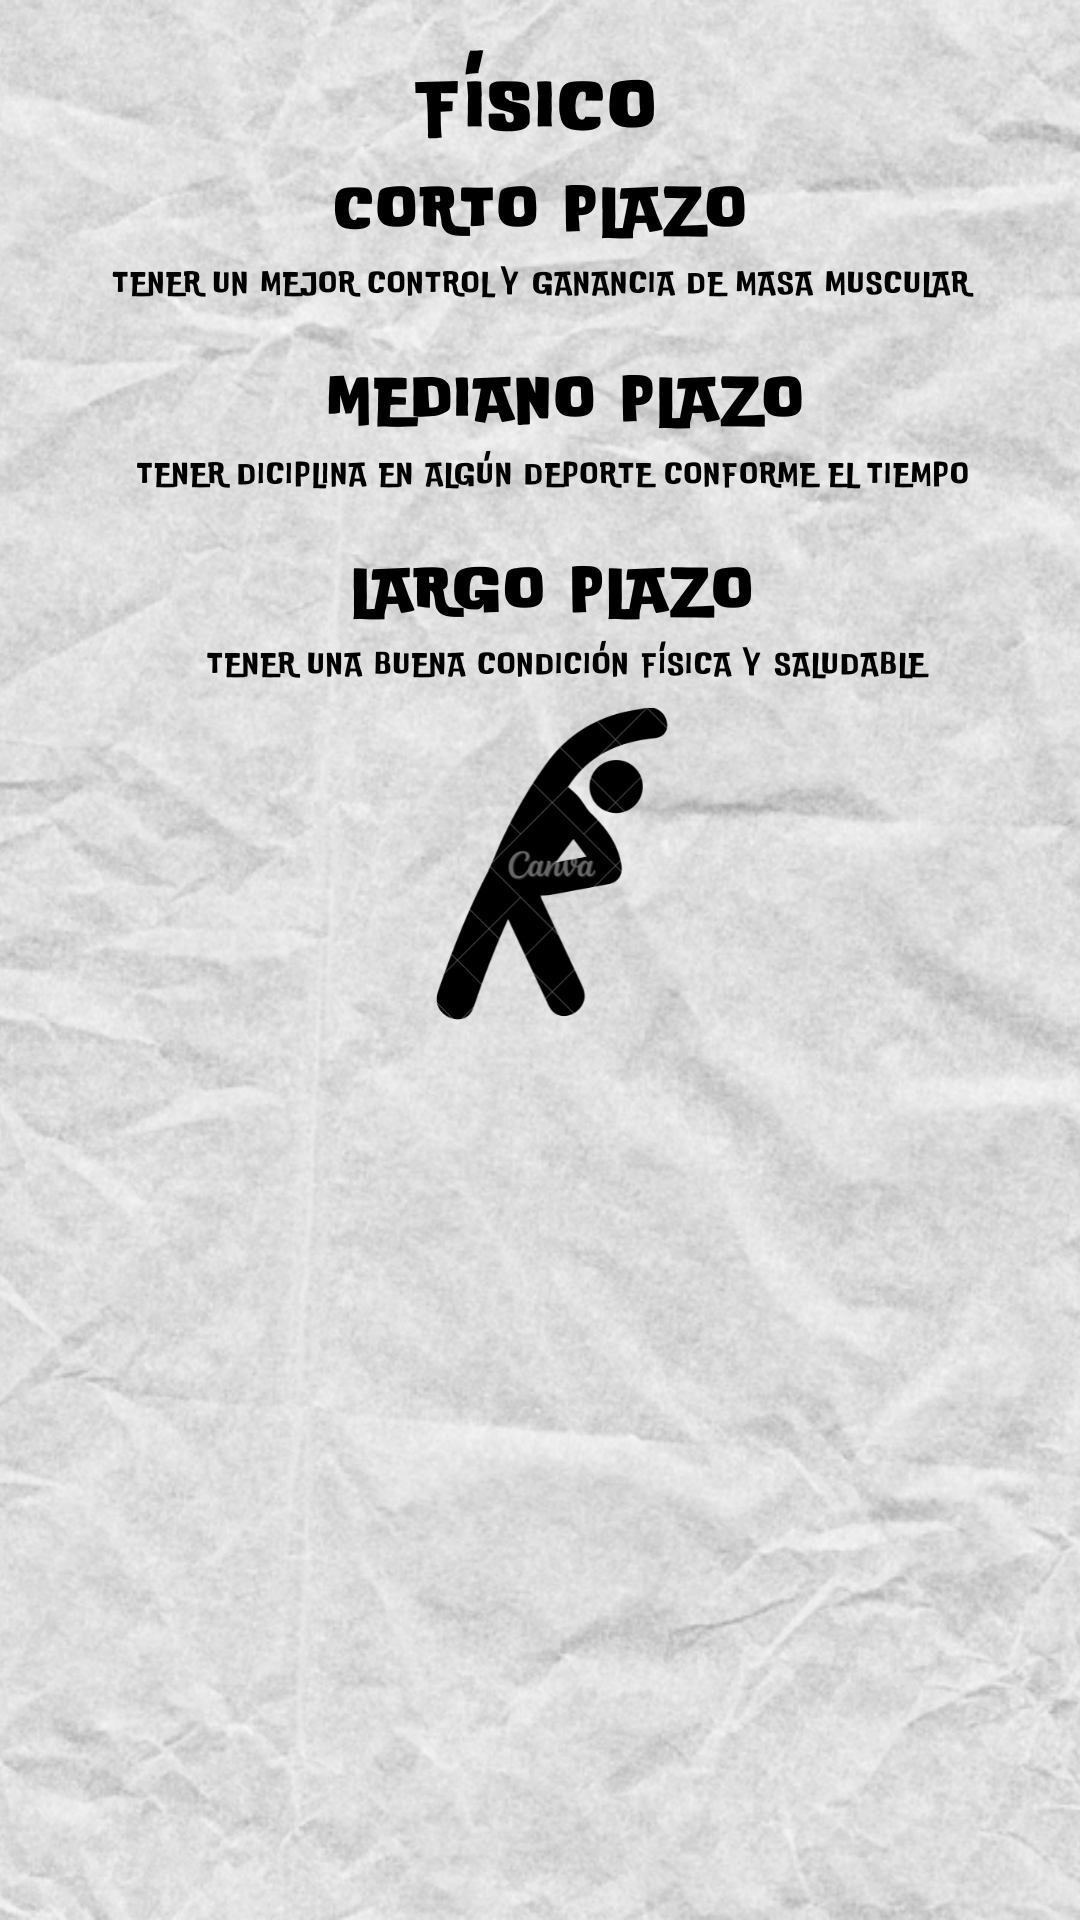 FÍSICO
CORTO PLAZO
TENER UN MEJOR CONTROL Y GANANCIA DE MASA MUSCULAR
MEDIANO PLAZO
TENER DICIPLINA EN ALGÚN DEPORTE CONFORME EL TIEMPO
LARGO PLAZO
TENER UNA BUENA CONDICIÓN FÍSICA Y SALUDABLE
Canva